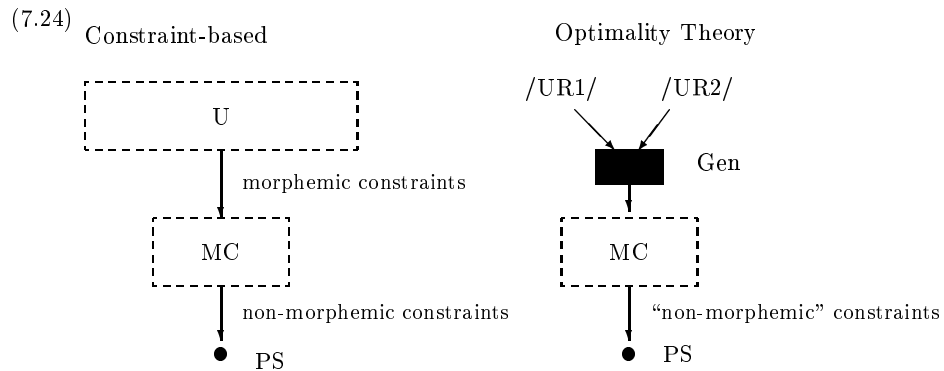 (7.24)
Constraint-based
U
morphemic constraints
MC
non-morphemic constraints
PS
Optimality Theory
/UR1/ /UR2/
Gen
MC
“non-morphemic” constraints
PS